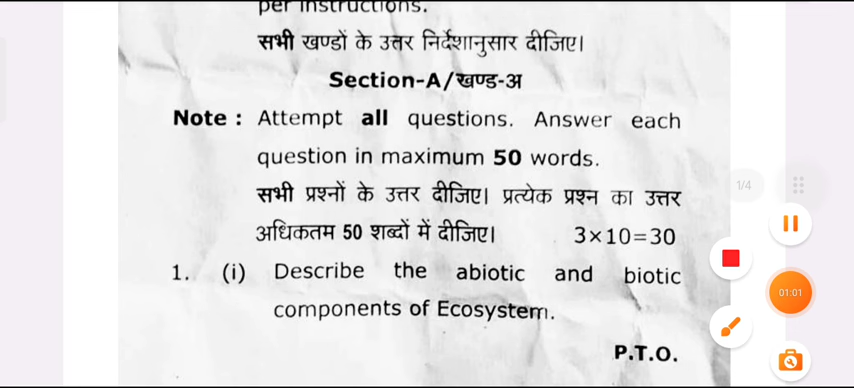 per instructions.
सभी खण्डों के उत्तर निर्देशानुसार दीजिए।
Section-A/खण्ड-अ
Note : Attempt all questions. Answer each
question in maximum 50 words.
सभी प्रश्नों के उत्तर दीजिए। प्रत्येक प्रश्न का उत्तर
अधिकतम 50 शब्दों में दीजिए। 3×10=30
1. (i) Describe the abiotic and biotic
components of Ecosystem.
P.T.O.
1/4
01:01